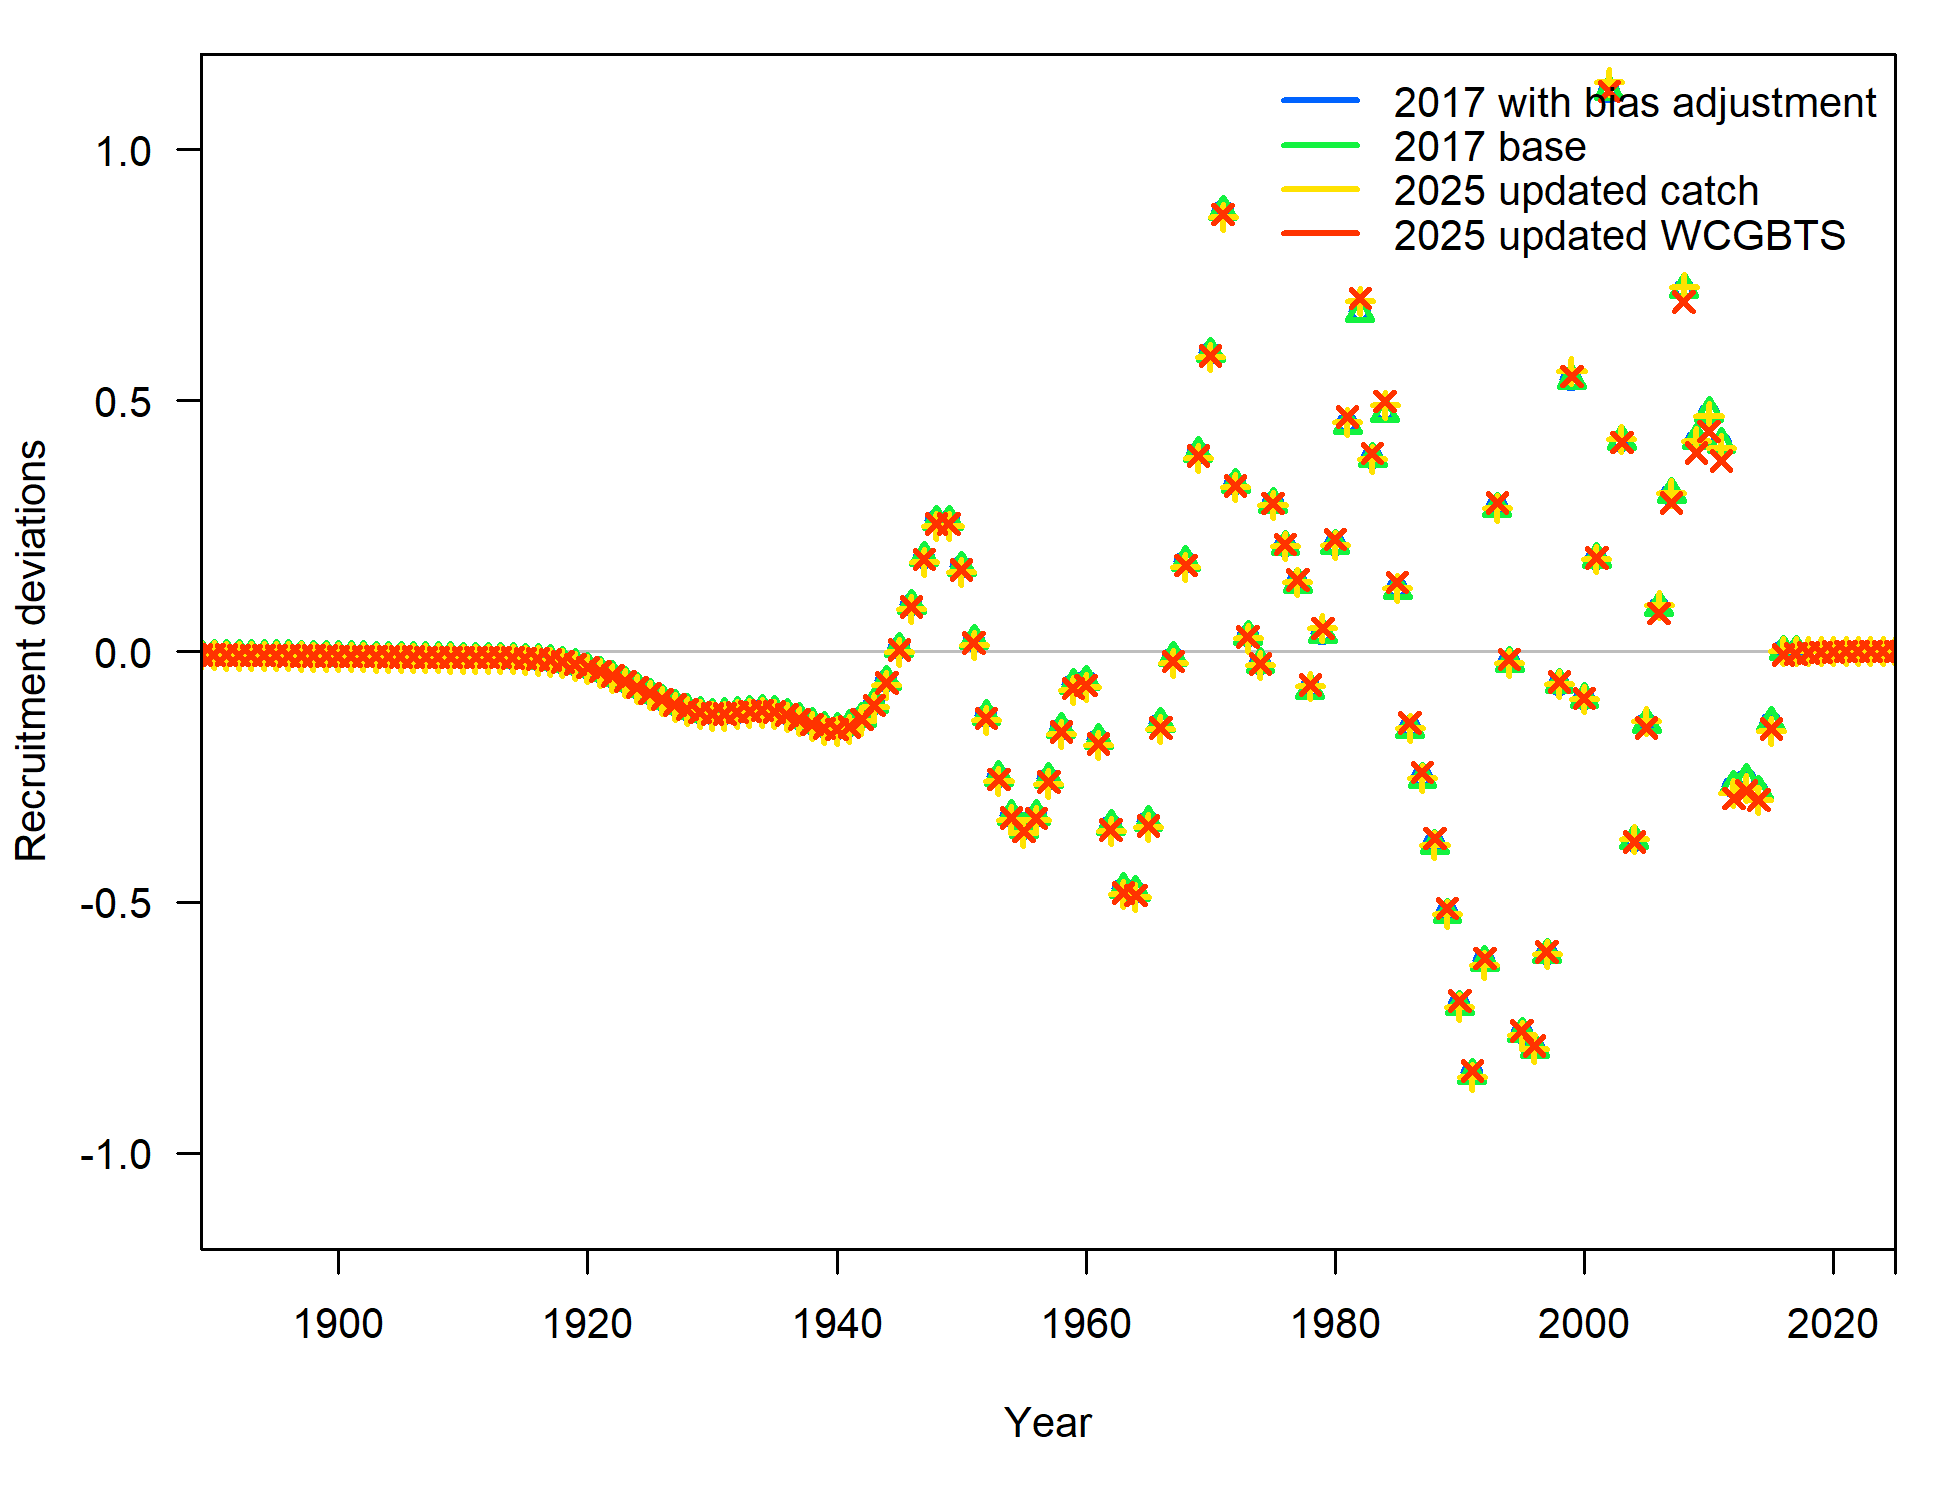 2017 with bias adjustment
2017 base
2025 updated catch
2025 updated WCGBTS
1.0
0.5
0.0
-0.5
-1.0
Recruitment deviations
1900 1920 1940 1960 1980 2000 2020
Year